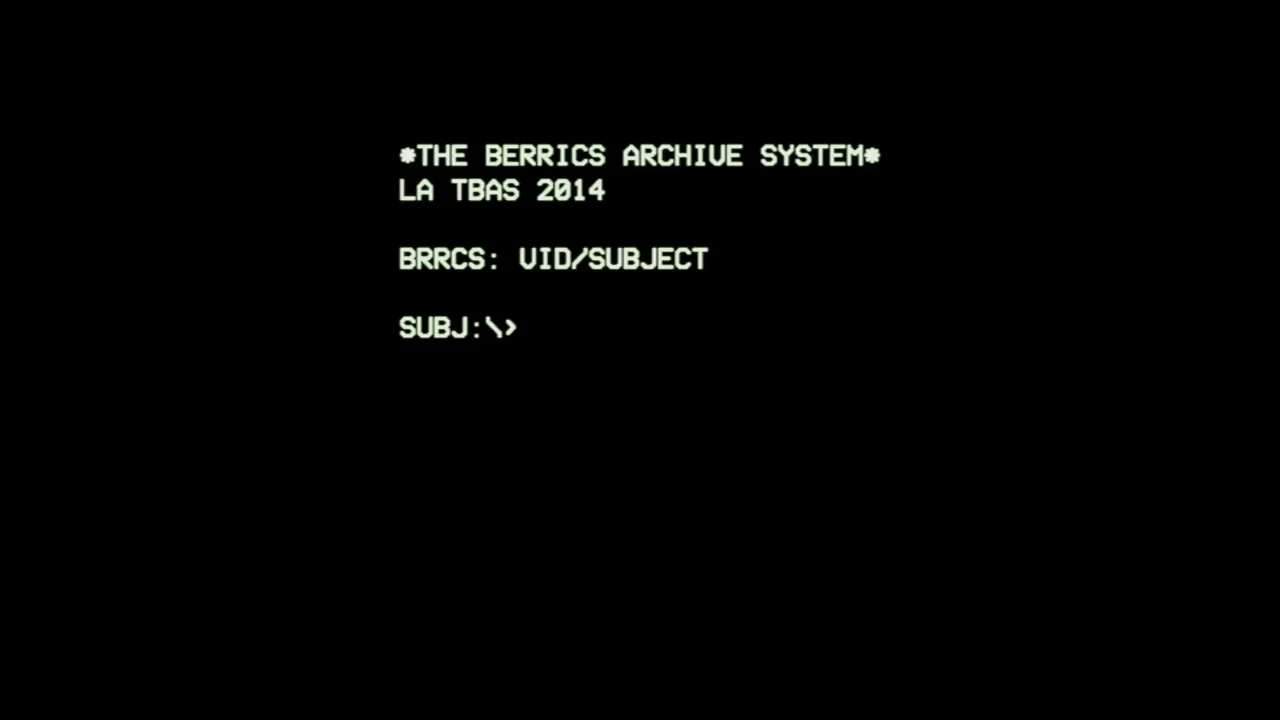 *THE BERRICS ARCHIVE SYSTEM*
LA TBAS 2014
BRRCS: VID/SUBJECT
SUBJ:\>